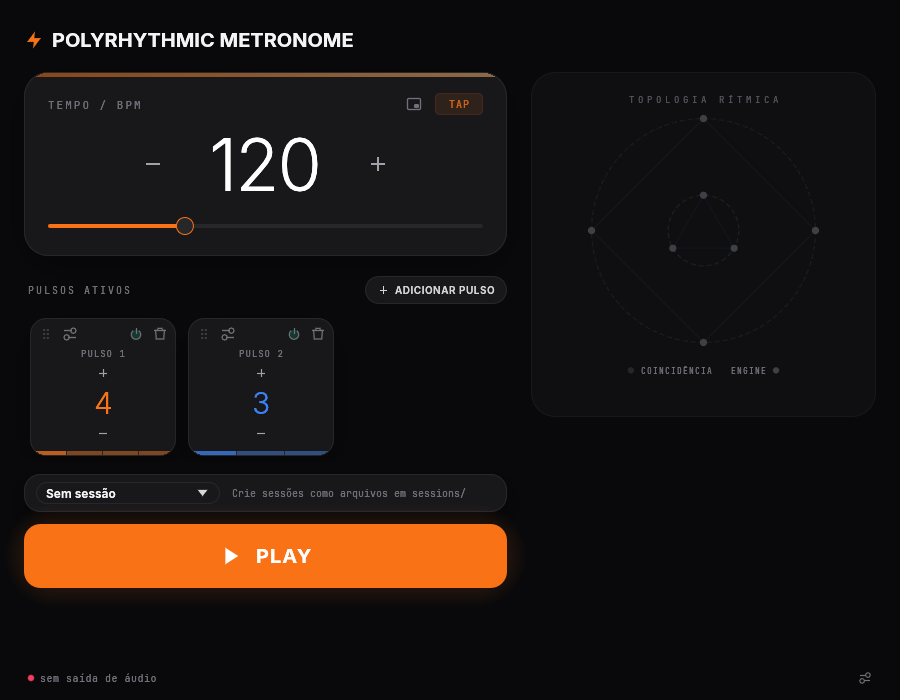 POLYRHYTHMIC METRONOME
TEMPO / BPM
TAP
− 120 +
TOPOLOGIA RÍTMICA
COINCIDÊNCIA ENGINE
PULSOS ATIVOS
+ ADICIONAR PULSO
PULSO 1
+
4
−
PULSO 2
+
3
−
Sem sessão
Crie sessões como arquivos em sessions/
PLAY
sem saída de áudio